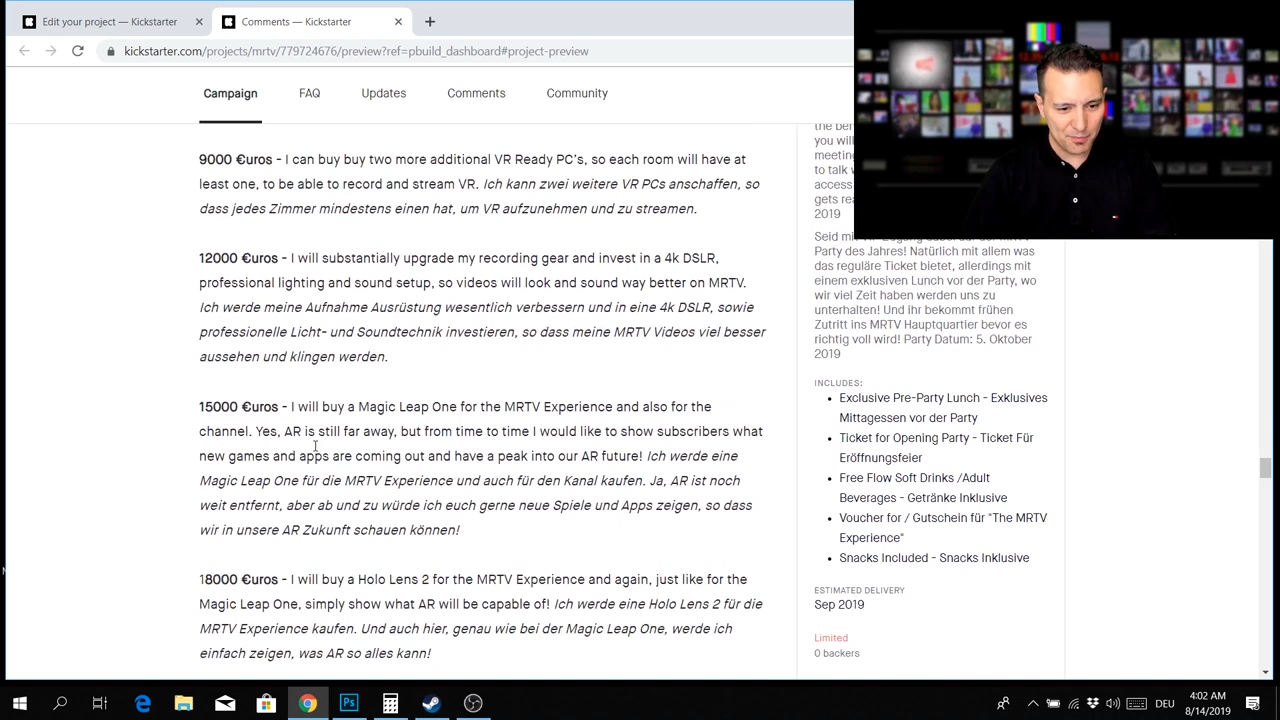 Edit your project — Kickstarter
Comments — Kickstarter
kickstarter.com/projects/mrtv/779724676/preview?ref=pbuild_dashboard#project-preview
Campaign FAQ Updates Comments Community
9000 €uros - I can buy buy two more additional VR Ready PC's, so each room will have at
least one, to be able to record and stream VR. Ich kann zwei weitere VR PCs anschaffen, so
dass jedes Zimmer mindestens einen hat, um VR aufzunehmen und zu streamen.
12000 €uros - I will substantially upgrade my recording gear and invest in a 4k DSLR,
professional lighting and sound setup, so videos will look and sound way better on MRTV.
Ich werde meine Aufnahme Ausrüstung wesentlich verbessern und in eine 4k DSLR, sowie
professionelle Licht- und Soundtechnik investieren, so dass meine MRTV Videos viel besser
aussehen und klingen werden.
15000 €uros - I will buy a Magic Leap One for the MRTV Experience and also for the
channel. Yes, AR is still far away, but from time to time I would like to show subscribers what
new games and apps are coming out and have a peak into our AR future! Ich werde eine
Magic Leap One für die MRTV Experience und auch für den Kanal kaufen. Ja, AR ist noch
weit entfernt, aber ab und zu würde ich euch gerne neue Spiele und Apps zeigen, so dass
wir in unsere AR Zukunft schauen können!
18000 €uros - I will buy a Holo Lens 2 for the MRTV Experience and again, just like for the
Magic Leap One, simply show what AR will be capable of! Ich werde eine Holo Lens 2 für die
MRTV Experience kaufen. Und auch hier, genau wie bei der Magic Leap One, werde ich
einfach zeigen, was AR so alles kann!
the
you will
meeting
to talk
access
gets
2019
Seid
Party des Jahres! Natürlich mit allem was
das reguläre Ticket bietet, allerdings mit
einem exklusiven Lunch vor der Party, wo
wir viel Zeit haben werden uns zu
unterhalten! Und ihr bekommt frühen
Zutritt ins MRTV Hauptquartier bevor es
richtig voll wird! Party Datum: 5. Oktober
2019
INCLUDES:
Exclusive Pre-Party Lunch - Exklusives
Mittagessen vor der Party
Ticket for Opening Party - Ticket Für
Eröffnungsfeier
Free Flow Soft Drinks /Adult
Beverages - Getränke Inklusive
Voucher for / Gutschein für "The MRTV
Experience"
Snacks Included - Snacks Inklusive
ESTIMATED DELIVERY
Sep 2019
Limited
0 backers
DEU
4:02 AM
8/14/2019